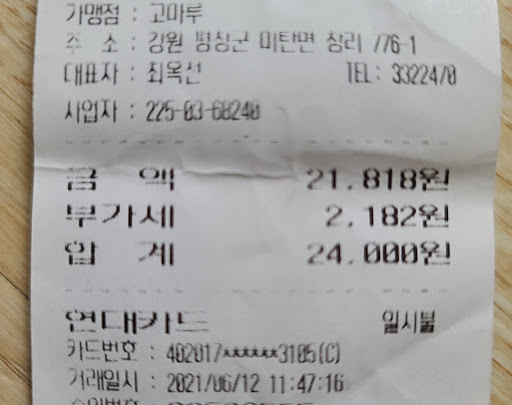 가맹점 : 고마루
주 소 : 강원 평창군 미탄면 창리 776-1
대표자 : 최옥선 TEL: 3322470
사업자 : 225-03-68240
금 액 21,818원
부가세 2,182원
합 계 24,000원
현대카드 일시불
카드번호 : 402017******3105(C)
거래일시 : 2021/06/12 11:47:16